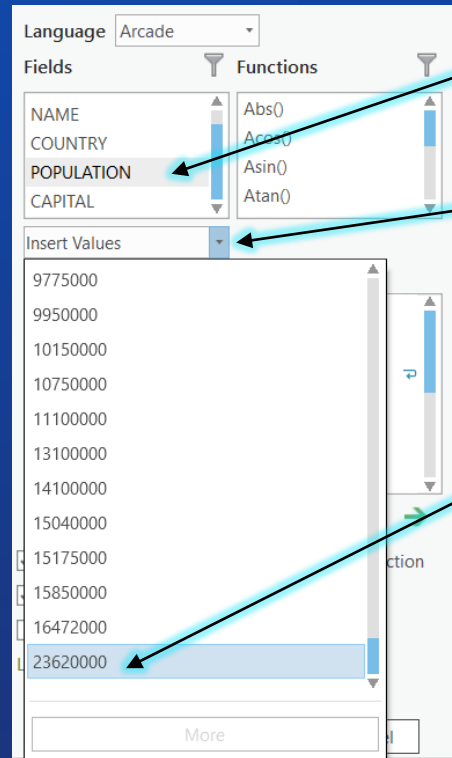 Language Arcade
Fields Functions
NAME
COUNTRY
POPULATION
CAPITAL
Abs()
Acos()
Asin()
Atan()
Insert Values
9775000
9950000
10150000
10750000
11100000
13100000
14100000
15040000
15175000
15850000
16472000
23620000
More
ction
L
el